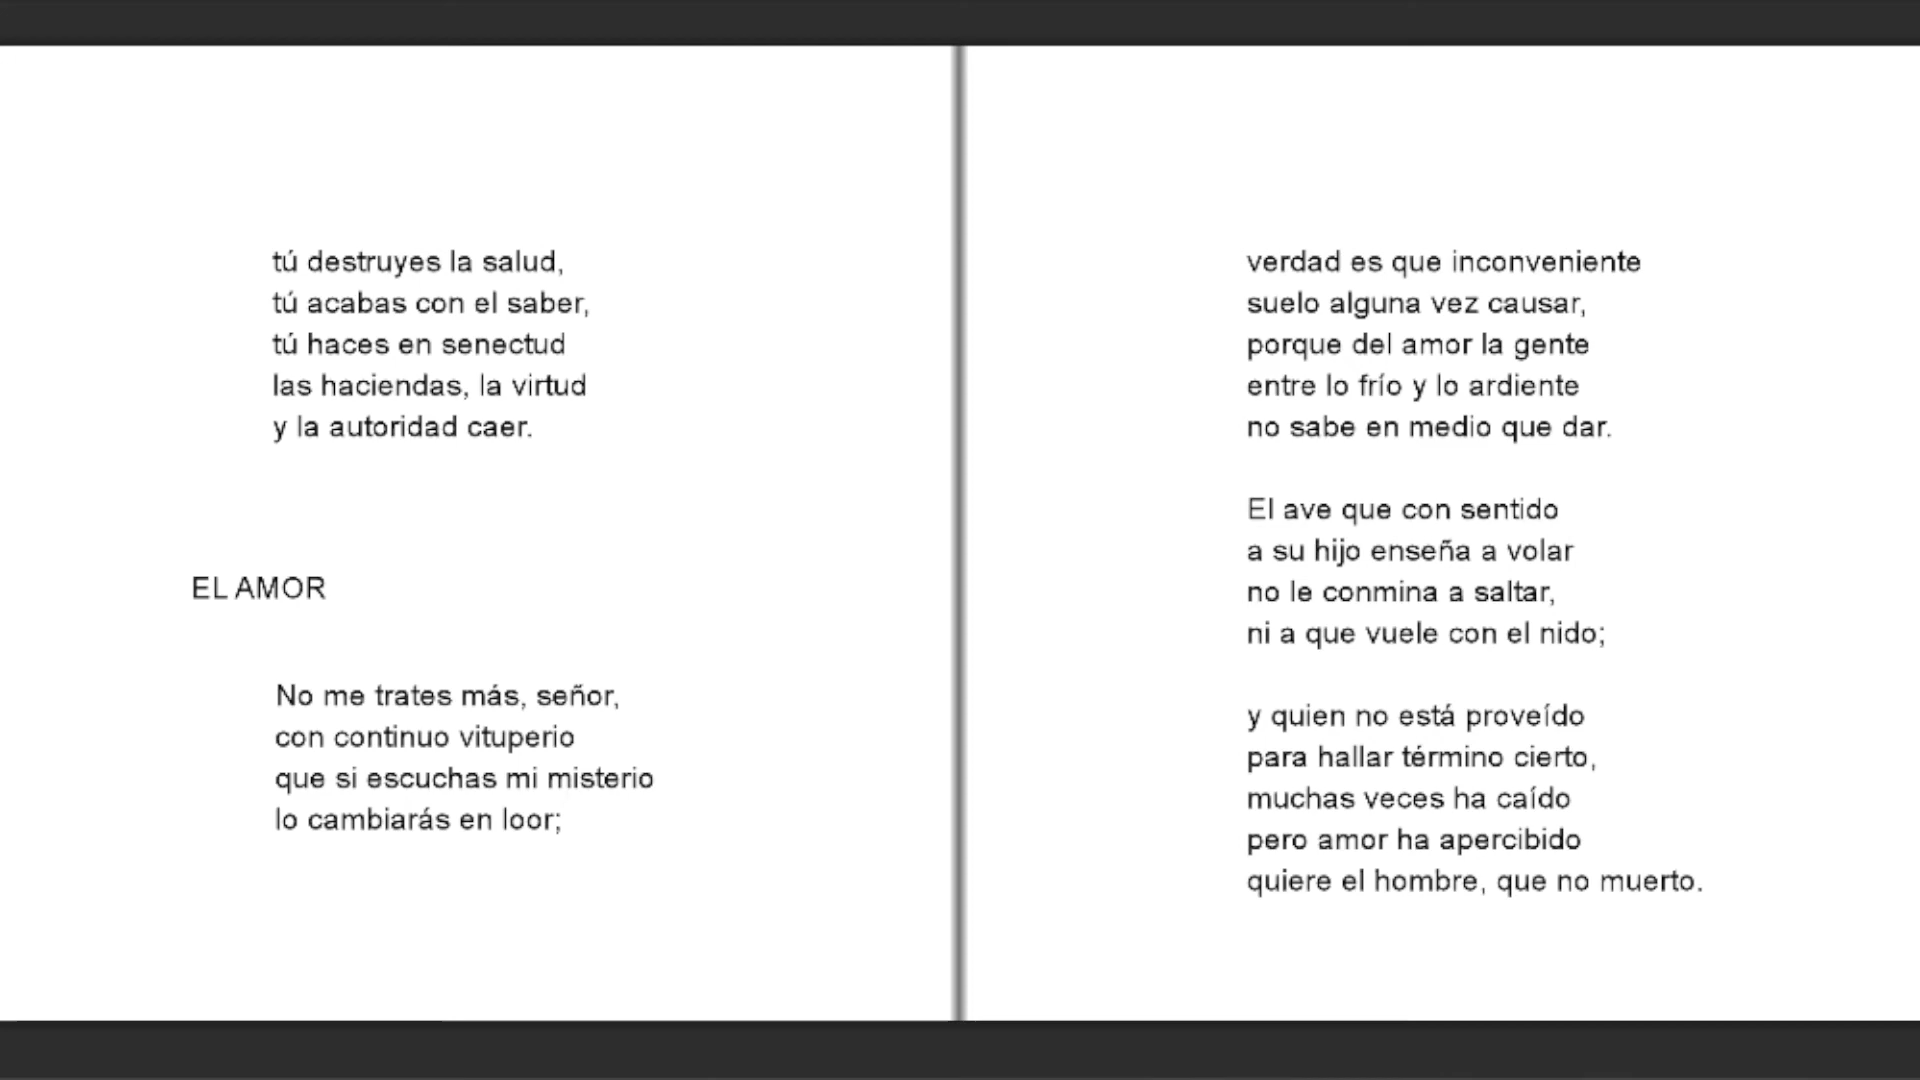 tú destruyes la salud,
tú acabas con el saber,
tú haces en senectud
las haciendas, la virtud
y la autoridad caer.
EL AMOR
No me trates más, señor,
con continuo vituperio
que si escuchas mi misterio
lo cambiarás en loor;
verdad es que inconveniente
suelo alguna vez causar,
porque del amor la gente
entre lo frío y lo ardiente
no sabe en medio que dar.
El ave que con sentido
a su hijo enseña a volar
no le conmina a saltar,
ni a que vuele con el nido;
y quien no está proveído
para hallar término cierto,
muchas veces ha caído
pero amor ha apercibido
quiere el hombre, que no muerto.